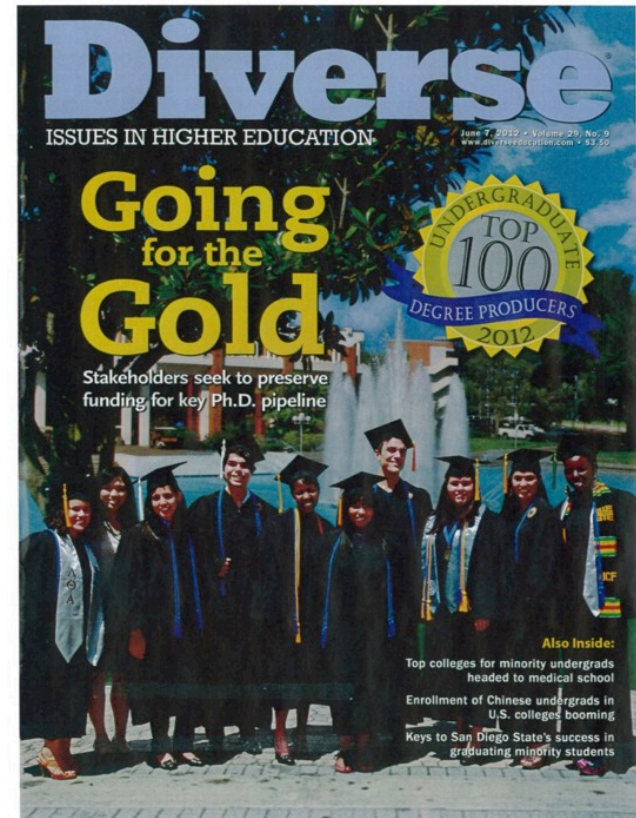 Diverse
ISSUES IN HIGHER EDUCATION
June 7, 2012 • Volume 29, No. 9
www.diverseeducation.com • $3.50
Going
for the
Gold
Stakeholders seek to preserve
funding for key Ph.D. pipeline
UNDERGRADUATE
TOP
100
DEGREE PRODUCERS
2012
ΛΘΑ
Also Inside:
Top colleges for minority undergrads
headed to medical school
Enrollment of Chinese undergrads in
U.S. colleges booming
Keys to San Diego State's success in
graduating minority students